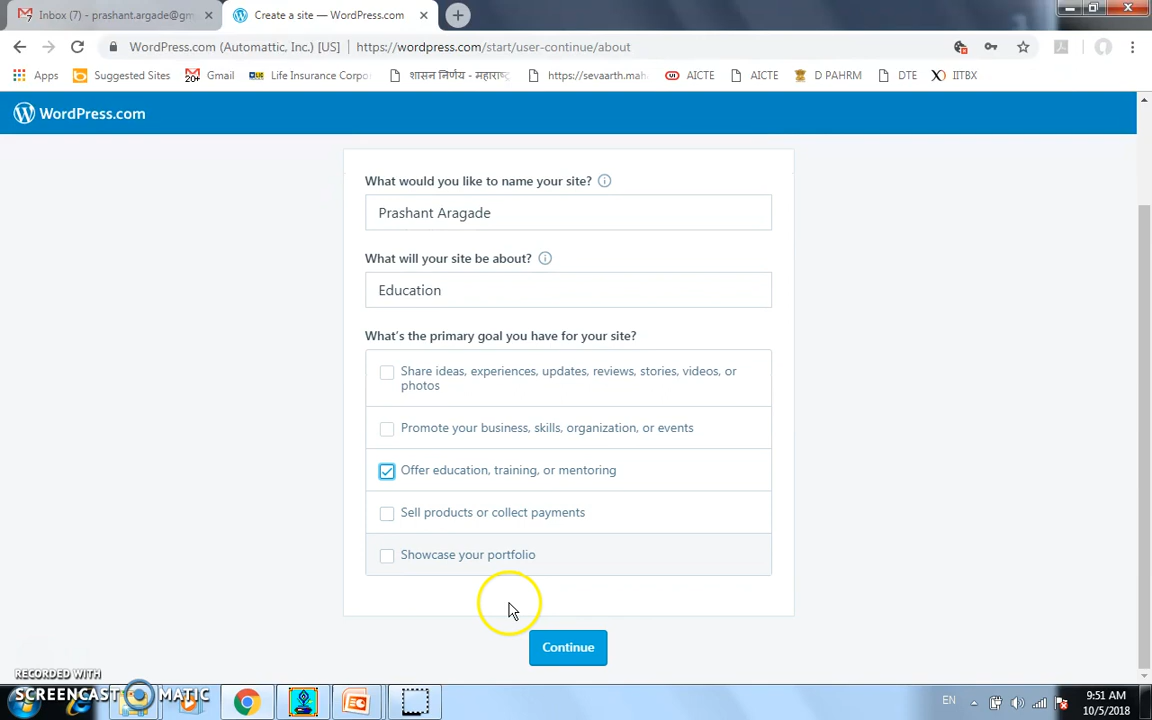 Inbox (7) - prashant.argade@gm
Create a site — WordPress.com
WordPress.com (Automattic, Inc.) [US]
https://wordpress.com/start/user-continue/about
Apps
Suggested Sites
Gmail
Life Insurance Corpo
शासन निर्णय - महाराष्ट्र
https://sevaarth.mah
AICTE
AICTE
D PAHRM
DTE
IITBX
WordPress.com
What would you like to name your site?
Prashant Aragade
What will your site be about?
Education
What's the primary goal you have for your site?
Share ideas, experiences, updates, reviews, stories, videos, or
photos
Promote your business, skills, organization, or events
Offer education, training, or mentoring
Sell products or collect payments
Showcase your portfolio
Continue
RECORDED WITH
SCREENCAST MATIC
EN
9:51 AM
10/5/2018